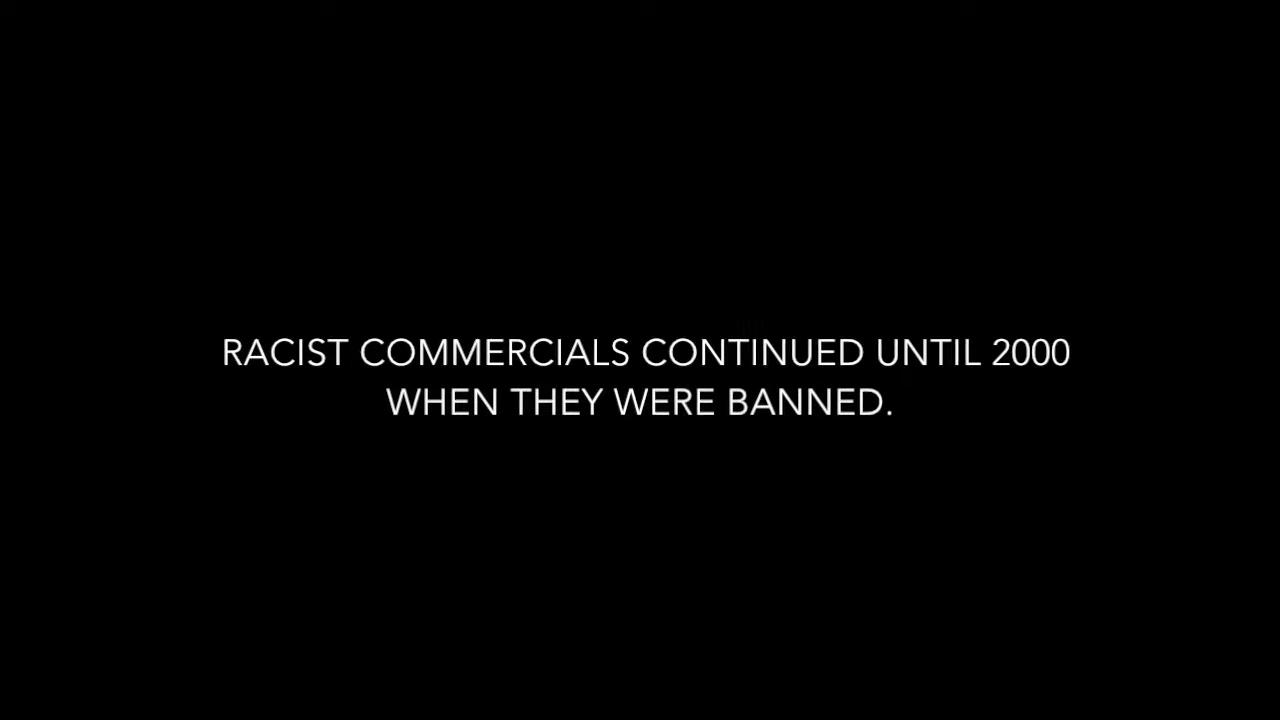 RACIST COMMERCIALS CONTINUED UNTIL 2000
WHEN THEY WERE BANNED.